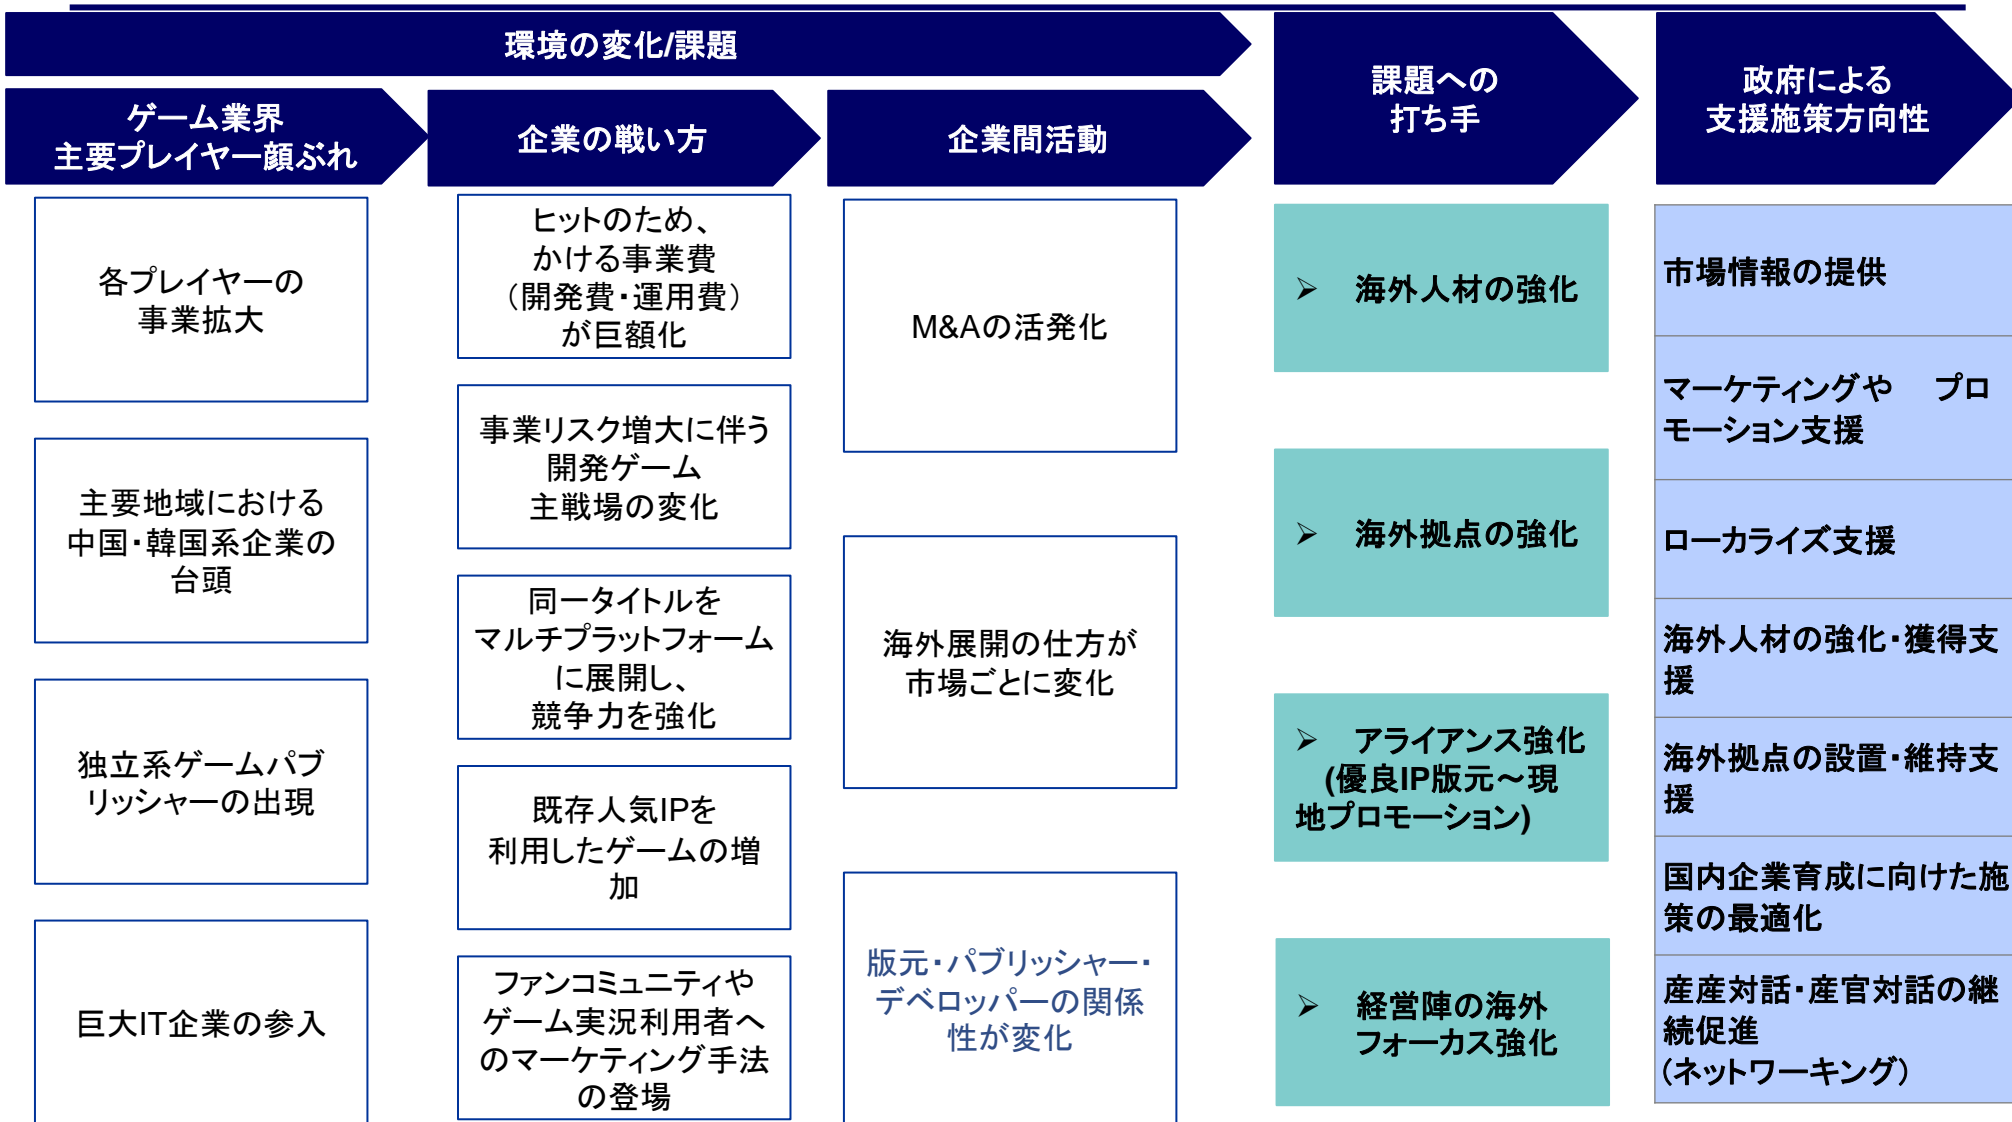 環境の変化/課題
ゲーム業界
主要プレイヤー顔ぶれ
各プレイヤーの
事業拡大
主要地域における
中国・韓国系企業の
台頭
独立系ゲームパブ
リッシャーの出現
巨大IT企業の参入
企業の戦い方
ヒットのため、
かける事業費
（開発費・運用費）
が巨額化
事業リスク増大に伴う
開発ゲーム
主戦場の変化
同一タイトルを
マルチプラットフォーム
に展開し、
競争力を強化
既存人気IPを
利用したゲームの増
加
ファンコミュニティや
ゲーム実況利用者へ
のマーケティング手法
の登場
企業間活動
M&Aの活発化
海外展開の仕方が
市場ごとに変化
版元・パブリッシャー・
デベロッパーの関係
性が変化
課題への
打ち手
➢ 海外人材の強化
➢ 海外拠点の強化
➢ アライアンス強化
(優良IP版元～現
地プロモーション)
➢ 経営陣の海外
フォーカス強化
政府による
支援施策方向性
市場情報の提供
マーケティングや　プロ
モーション支援
ローカライズ支援
海外人材の強化・獲得支
援
海外拠点の設置・維持支
援
国内企業育成に向けた施
策の最適化
産産対話・産官対話の継
続促進
（ネットワーキング）